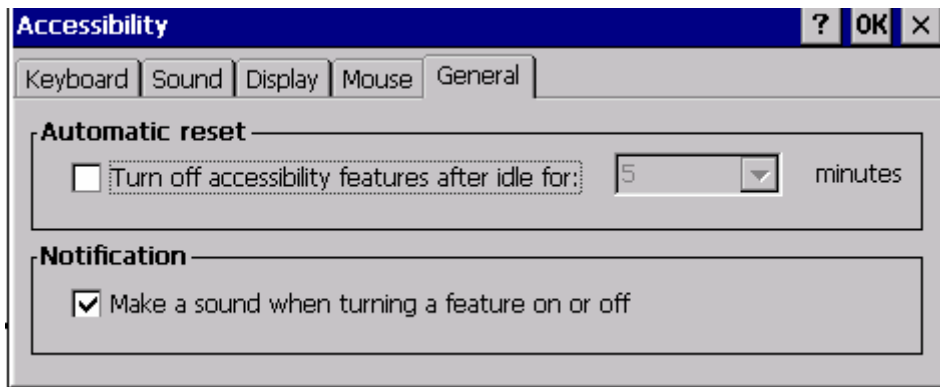 Accessibility ? OK ×
Keyboard Sound Display Mouse General
Automatic reset
Turn off accessibility features after idle for: 5 minutes
Notification
Make a sound when turning a feature on or off